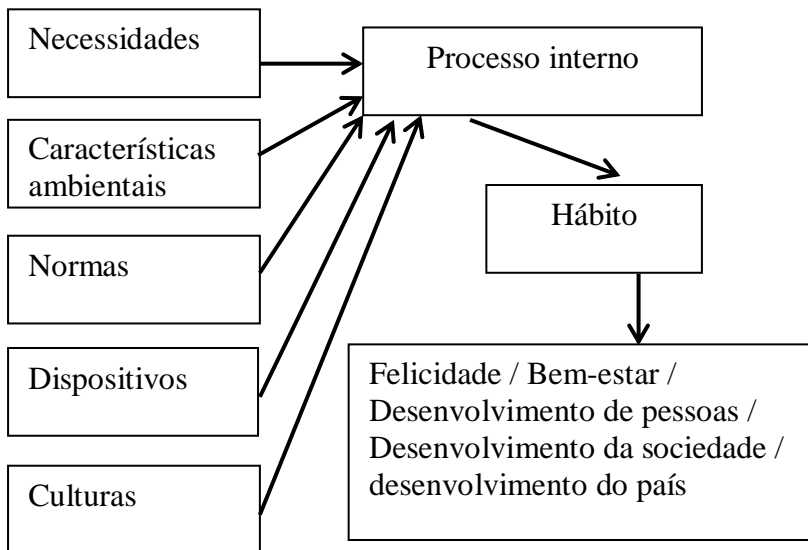 Necessidades
Processo interno
Características
ambientais
Hábito
Normas
Dispositivos
Felicidade / Bem-estar /
Desenvolvimento de pessoas /
Desenvolvimento da sociedade /
desenvolvimento do país
Culturas